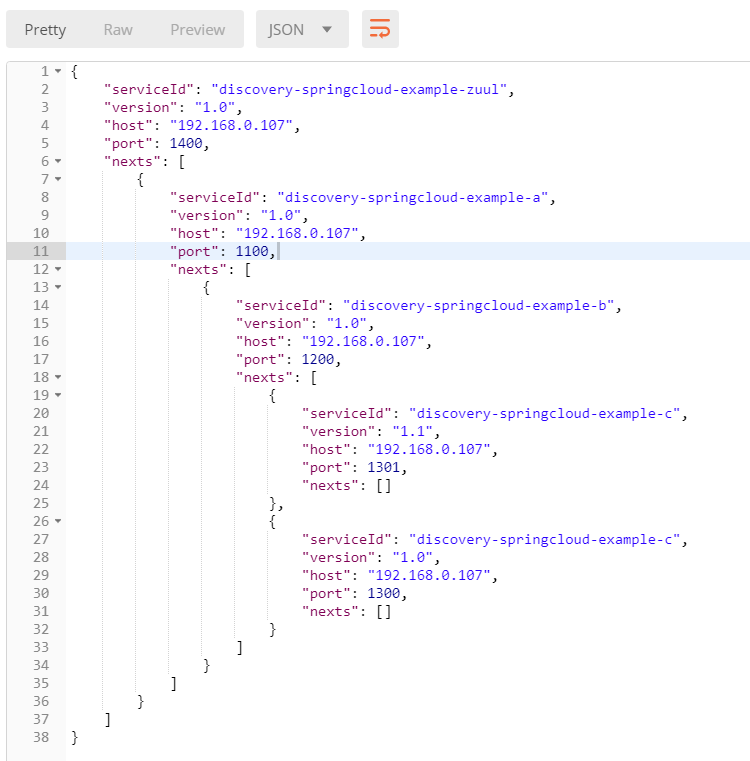 Pretty Raw Preview JSON
1 {
2 "serviceId": "discovery-springcloud-example-zuul",
3 "version": "1.0",
4 "host": "192.168.0.107",
5 "port": 1400,
6 "nexts": [
7 {
8 "serviceId": "discovery-springcloud-example-a",
9 "version": "1.0",
10 "host": "192.168.0.107",
11 "port": 1100,
12 "nexts": [
13 {
14 "serviceId": "discovery-springcloud-example-b",
15 "version": "1.0",
16 "host": "192.168.0.107",
17 "port": 1200,
18 "nexts": [
19 {
20 "serviceId": "discovery-springcloud-example-c",
21 "version": "1.1",
22 "host": "192.168.0.107",
23 "port": 1301,
24 "nexts": []
25 },
26 {
27 "serviceId": "discovery-springcloud-example-c",
28 "version": "1.0",
29 "host": "192.168.0.107",
30 "port": 1300,
31 "nexts": []
32 }
33 ]
34 }
35 ]
36 }
37 ]
38 }